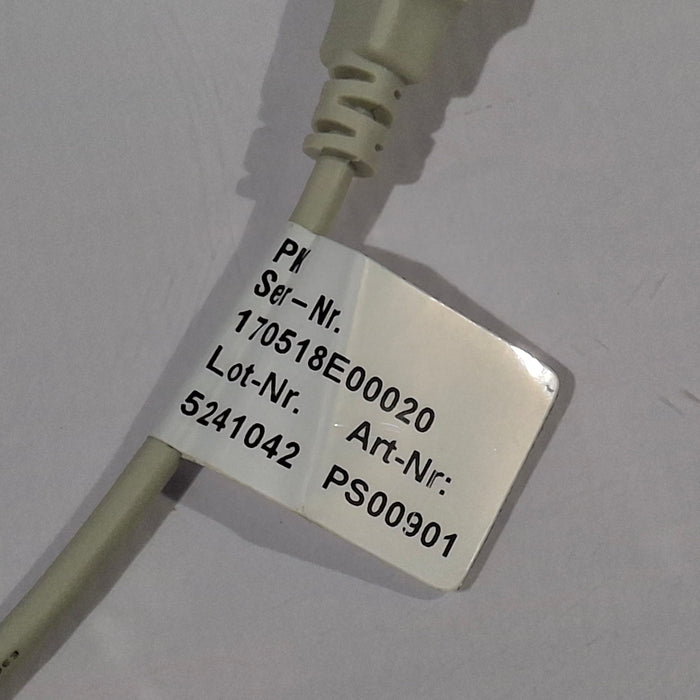 PK
Ser-Nr.
170518E00020
Lot-Nr. Art-Nr:
5241042 PS00901